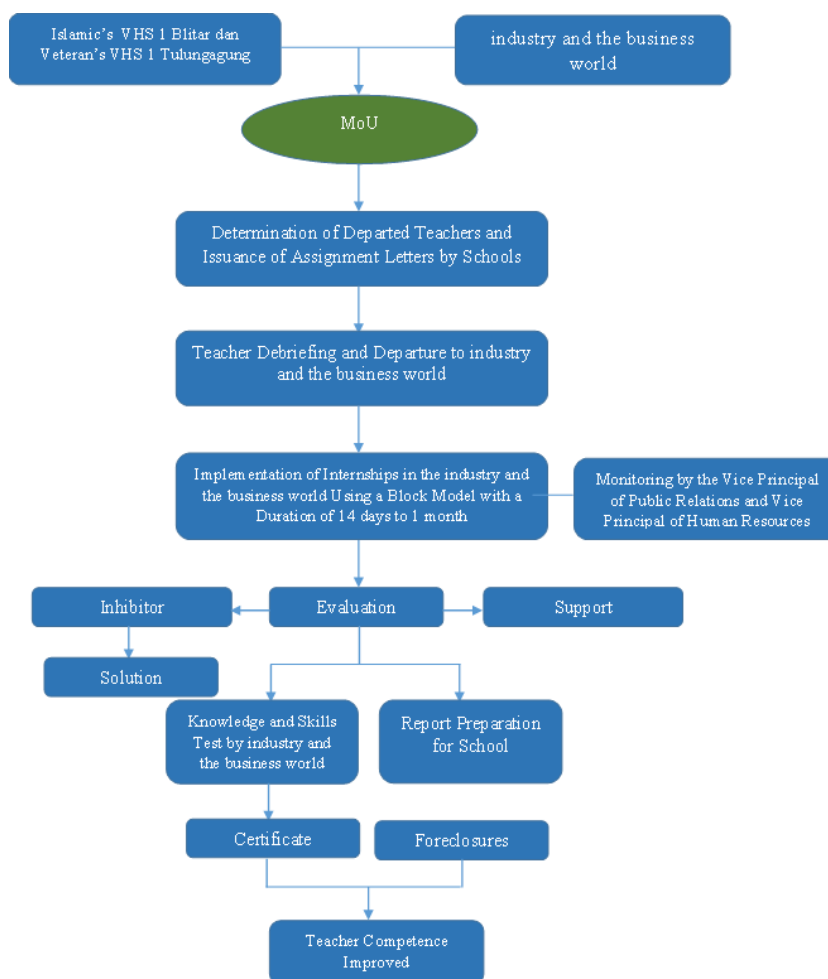 Islamic's VHS 1 Blitar dan
Veteran's VHS 1 Tulungagung
industry and the business
world
MoU
Determination of Departed Teachers and
Issuance of Assignment Letters by Schools
Teacher Debriefing and Departure to industry
and the business world
Implementation of Internships in the industry and
the business world Using a Block Model with a
Duration of 14 days to 1 month
Monitoring by the Vice Principal
of Public Relations and Vice
Principal of Human Resources
Inhibitor
Evaluation
Support
Solution
Knowledge and Skills
Test by industry and
the business world
Report Preparation
for School
Certificate
Foreclosures
Teacher Competence
Improved